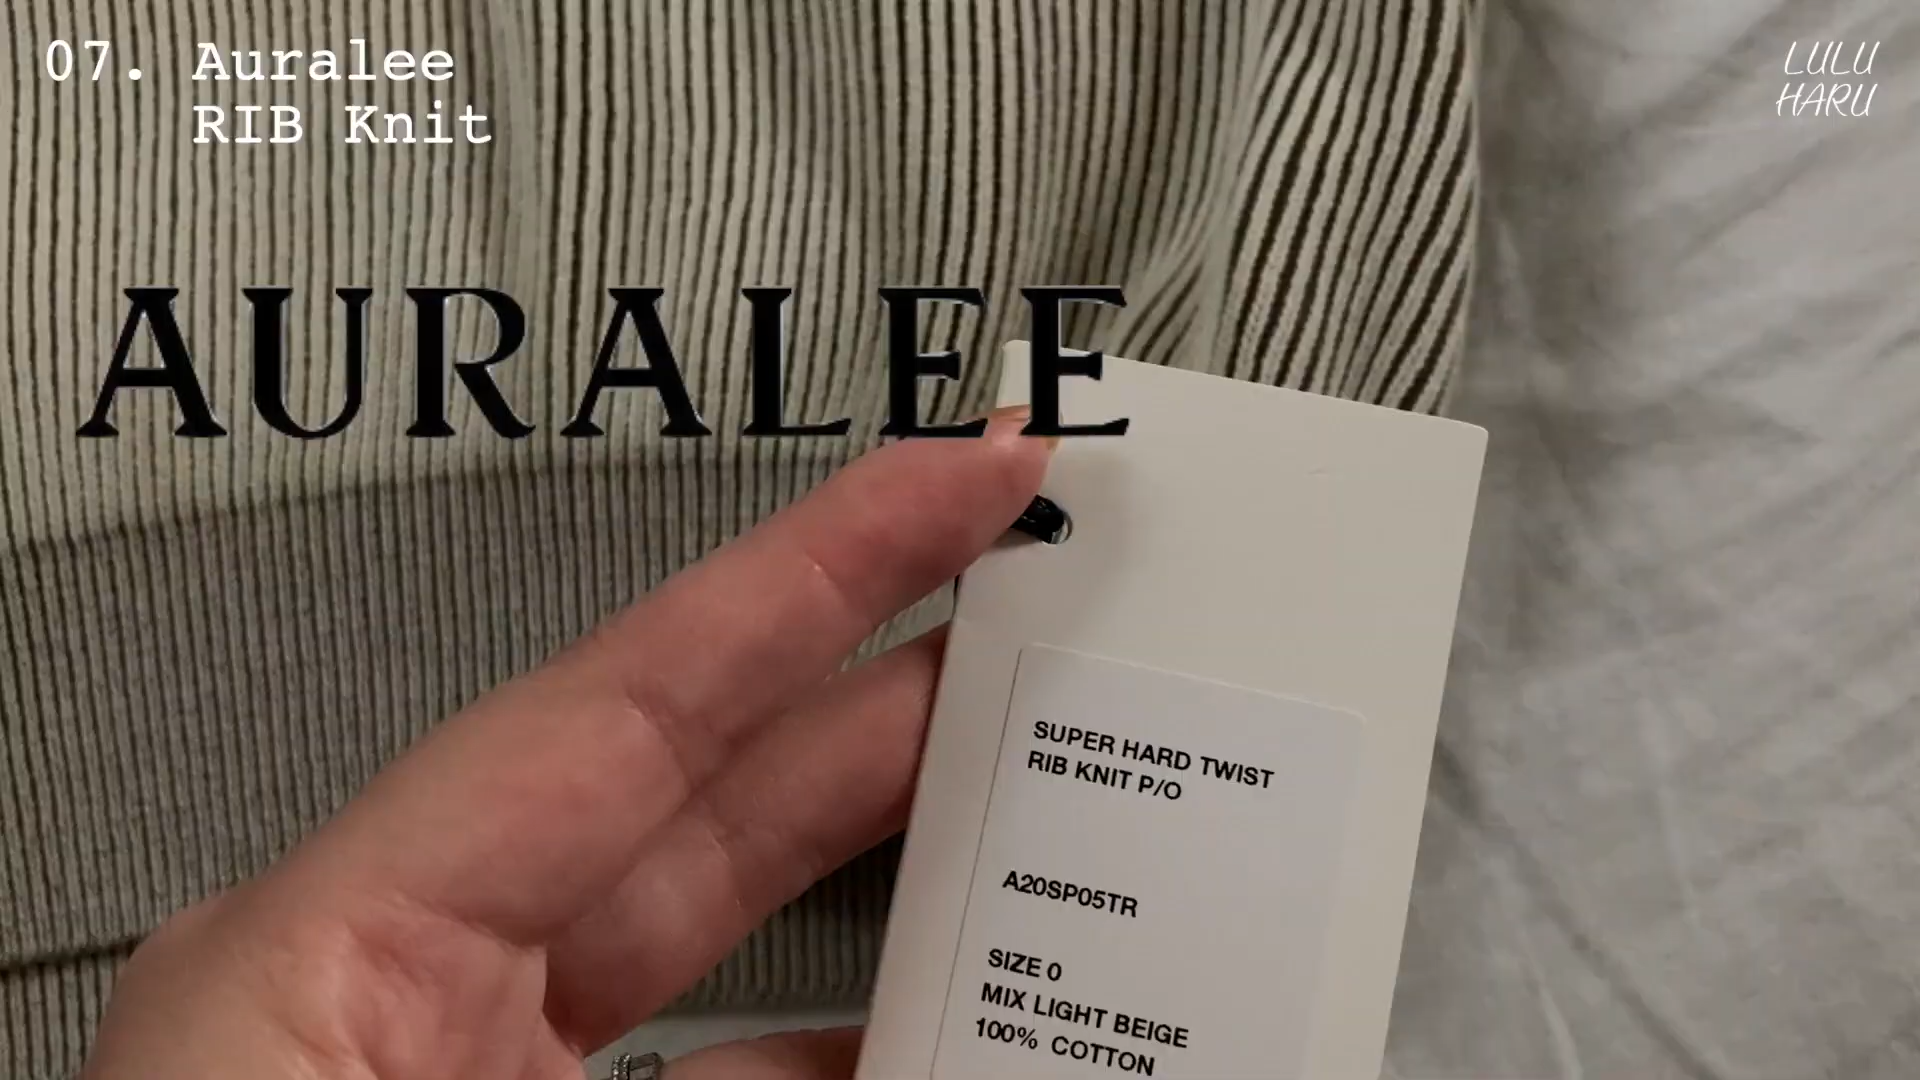 07. Auralee
RIB Knit
LULU
HARU
AURALEE
SUPER HARD TWIST
RIB KNIT P/O
A20SP05TR
SIZE 0
MIX LIGHT BEIGE
100% COTTON